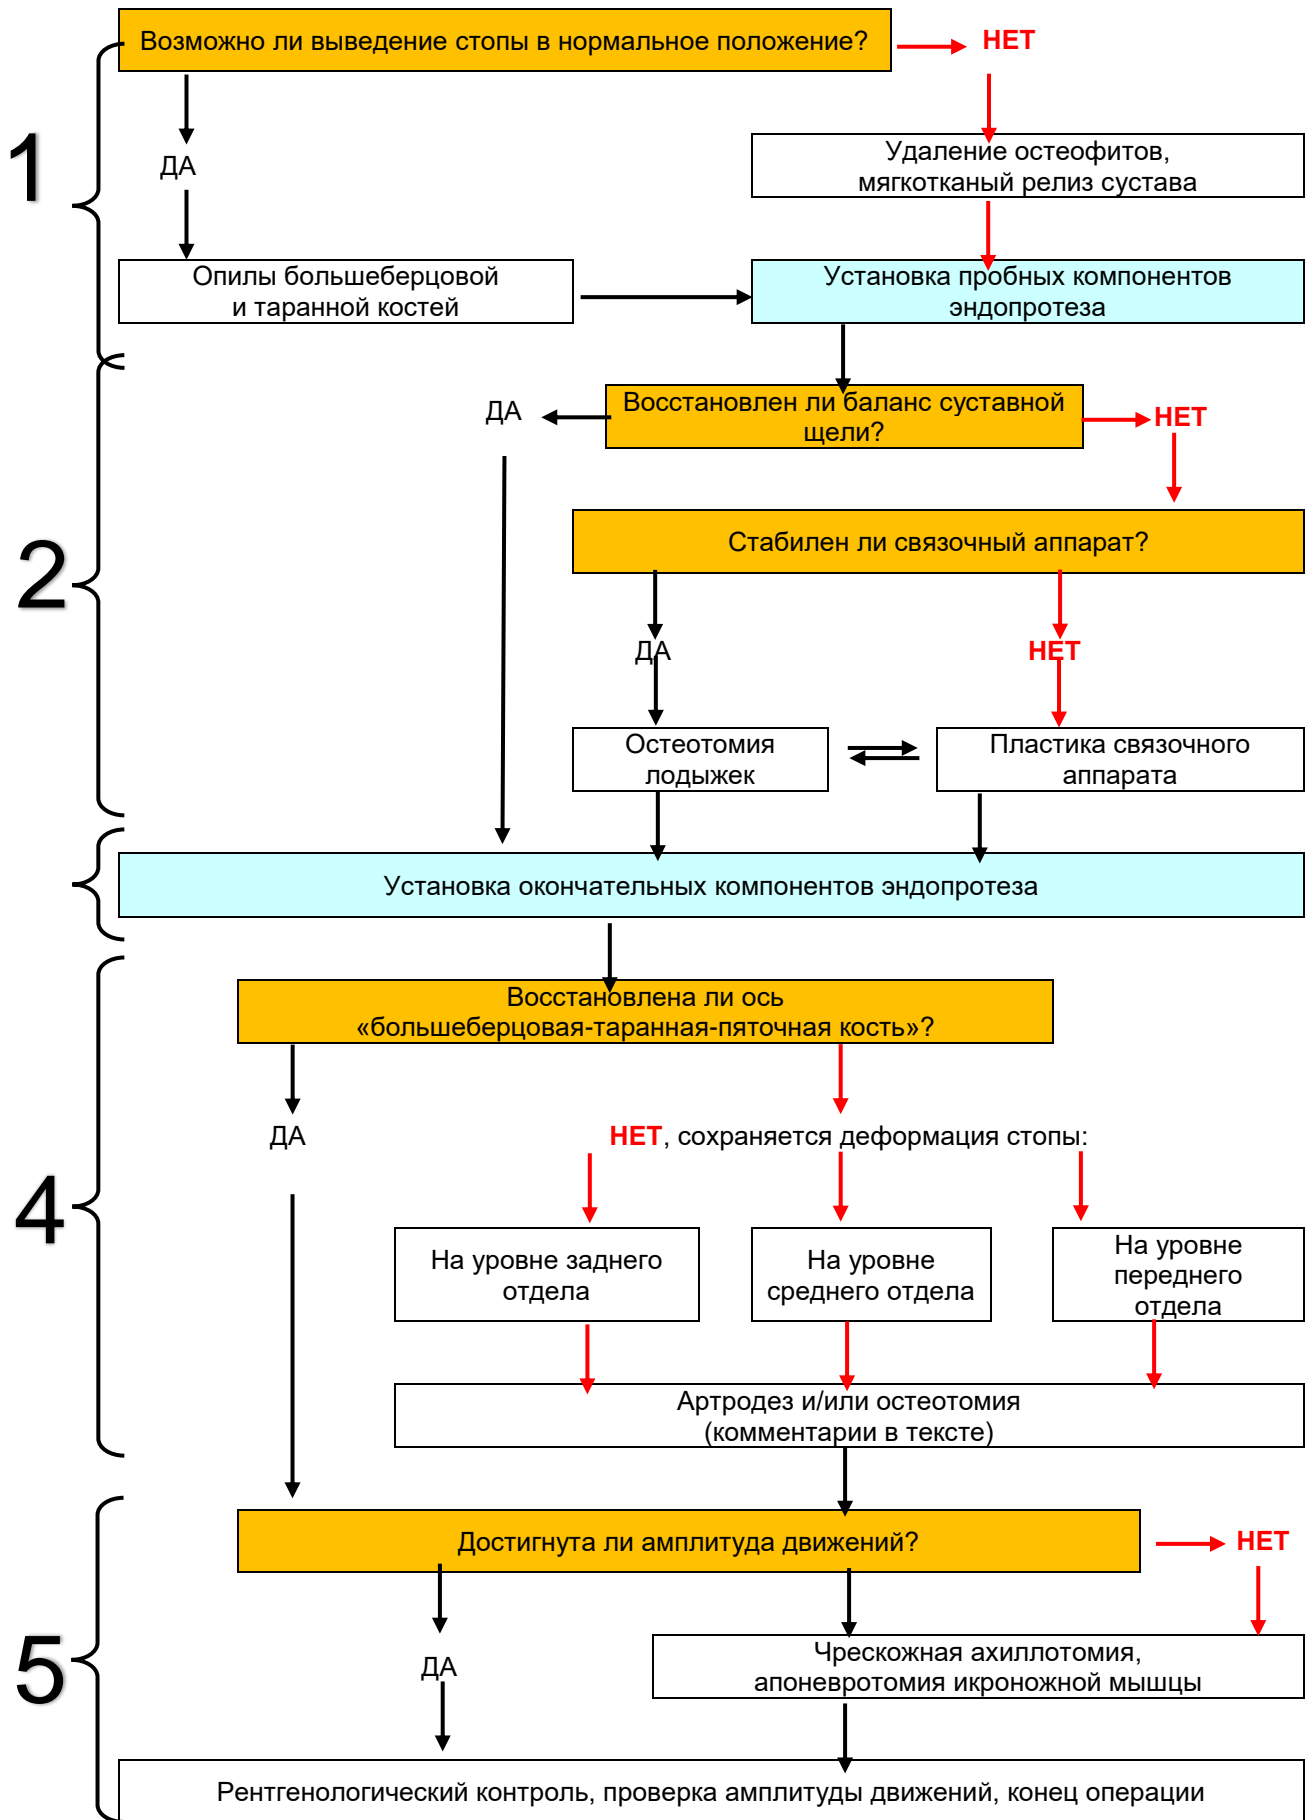 1
Возможно ли выведение стопы в нормальное положение?
НЕТ
ДА
Удаление остеофитов,
мягкотканый релиз сустава
Опилы большеберцовой
и таранной костей
Установка пробных компонентов
эндопротеза
2
ДА
Восстановлен ли баланс суставной
щели?
НЕТ
Стабилен ли связочный аппарат?
ДА
НЕТ
Остеотомия
лодыжек
Пластика связочного
аппарата
Установка окончательных компонентов эндопротеза
4
Восстановлена ли ось
«большеберцовая-таранная-пяточная кость»?
ДА
НЕТ, сохраняется деформация стопы:
На уровне заднего
отдела
На уровне
среднего отдела
На уровне
переднего
отдела
Артродез и/или остеотомия
(комментарии в тексте)
5
Достигнута ли амплитуда движений?
НЕТ
ДА
Чрескожная ахиллотомия,
апоневротомия икроножной мышцы
Рентгенологический контроль, проверка амплитуды движений, конец операции